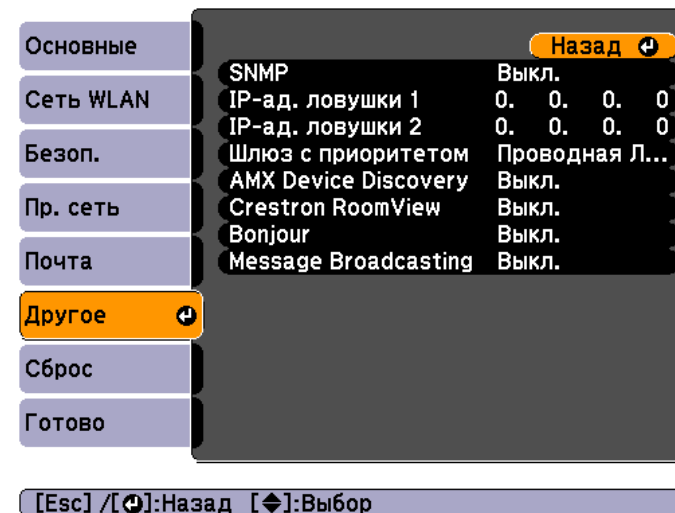 Основные
Сеть WLAN
Безоп.
Пр. сеть
Почта
Другое
Сброс
Готово
Назад
SNMP Выкл.
IP-ад. ловушки 1 0. 0. 0. 0
IP-ад. ловушки 2 0. 0. 0. 0
Шлюз с приоритетом Проводная Л...
AMX Device Discovery Выкл.
Crestron RoomView Выкл.
Bonjour Выкл.
Message Broadcasting Выкл.
[Esc] /[⏎]:Назад [◆]:Выбор